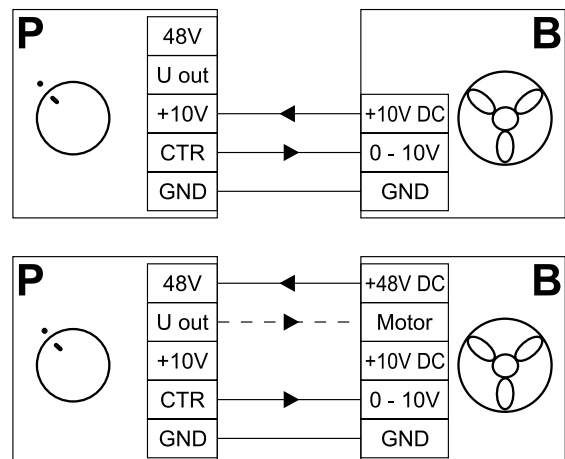 P
48V
U out
+10V
CTR
GND
B
+10V DC
0 - 10V
GND
P
48V
U out
+10V
CTR
GND
B
+48V DC
Motor
+10V DC
0 - 10V
GND